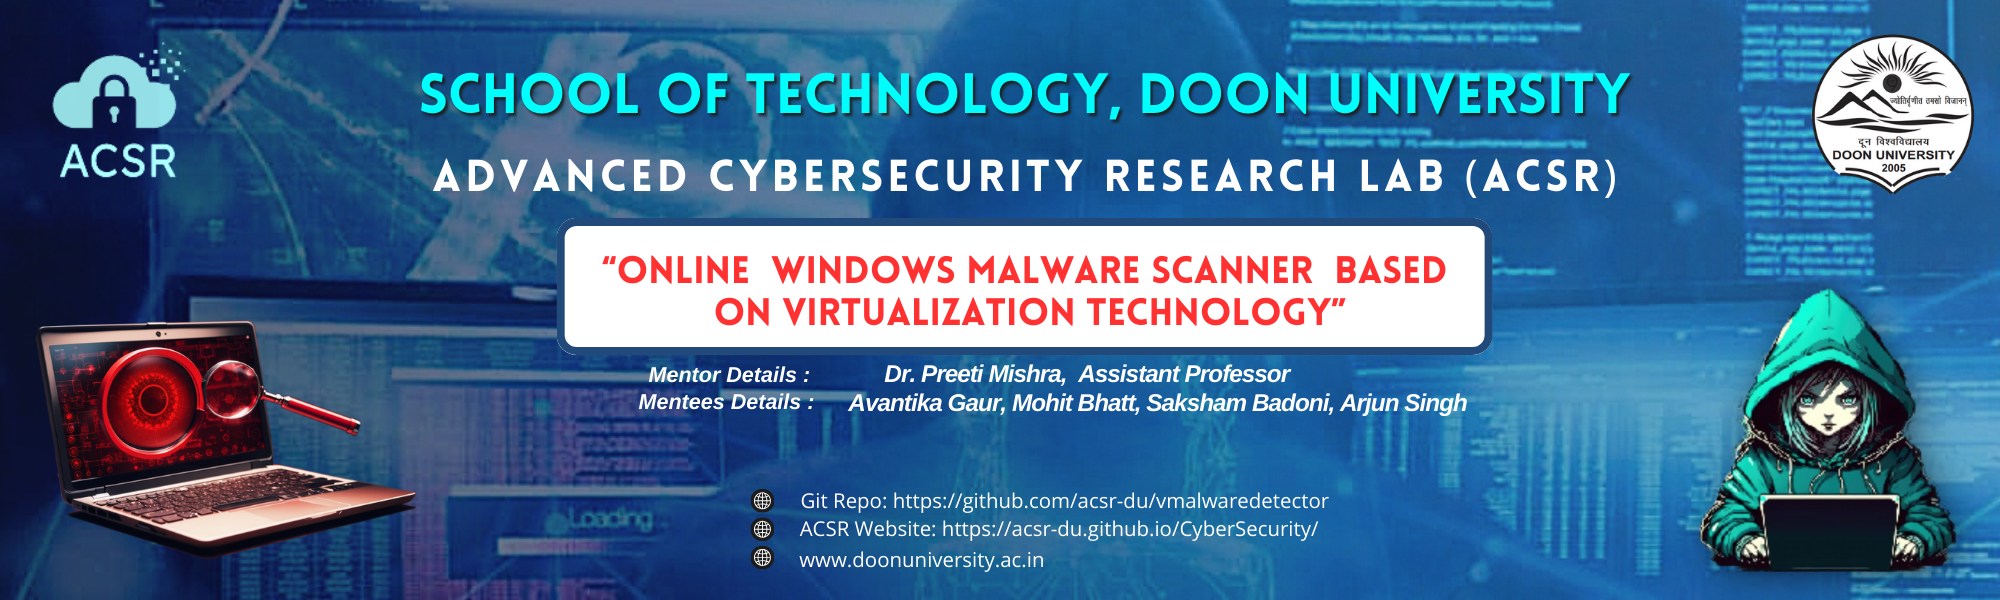 ACSR
SCHOOL OF TECHNOLOGY, DOON UNIVERSITY
ADVANCED CYBERSECURITY RESEARCH LAB (ACSR)
ज्योतिर्वृणीत तमसो विजानन्
दून विश्वविद्यालय
DOON UNIVERSITY
2005
“ONLINE WINDOWS MALWARE SCANNER BASED
ON VIRTUALIZATION TECHNOLOGY”
Mentor Details : Dr. Preeti Mishra, Assistant Professor
Mentees Details : Avantika Gaur, Mohit Bhatt, Saksham Badoni, Arjun Singh
Git Repo: https://github.com/acsr-du/vmalwaredetector
ACSR Website: https://acsr-du.github.io/CyberSecurity/
www.doonuniversity.ac.in
Loading...